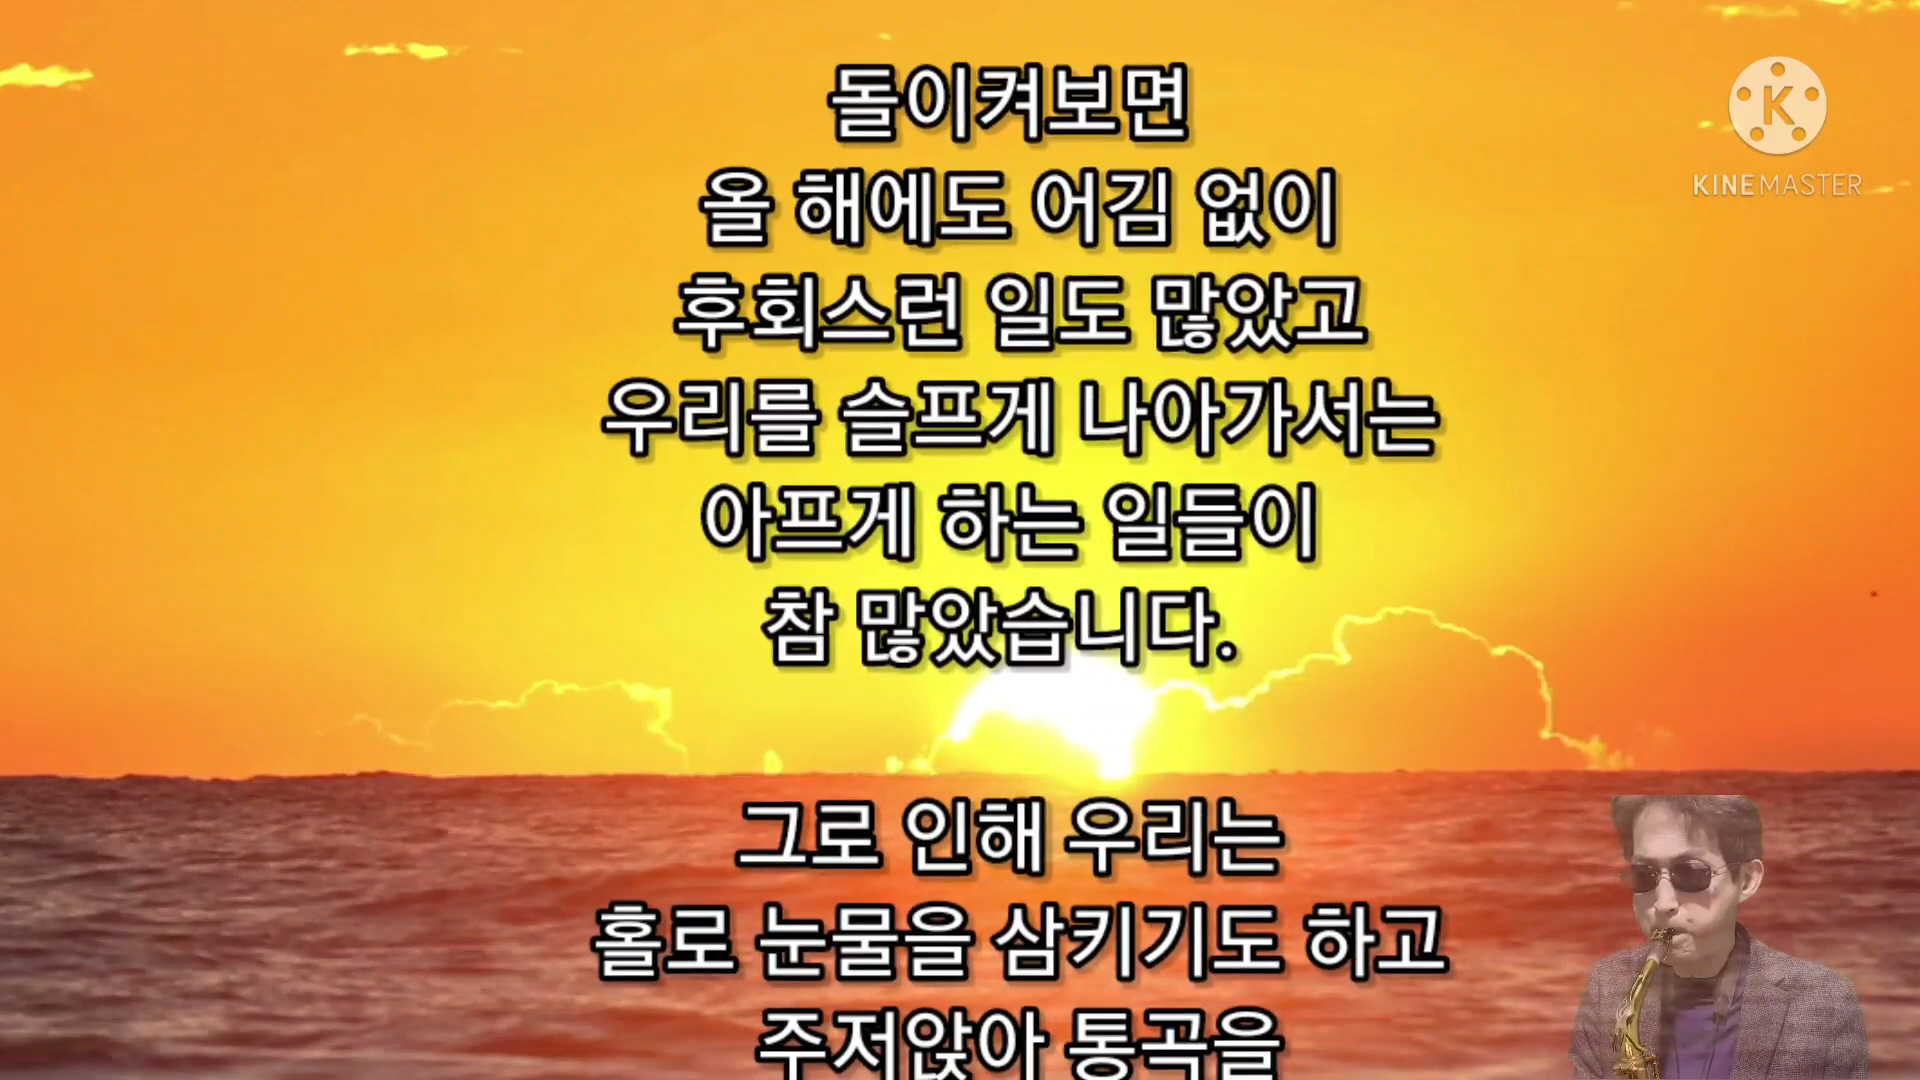 돌이켜보면
올 해에도 어김 없이
후회스런 일도 많았고
우리를 슬프게 나아가서는
아프게 하는 일들이
참 많았습니다.
그로 인해 우리는
홀로 눈물을 삼키기도 하고
주저앉아 통곡을
K
KINEMASTER